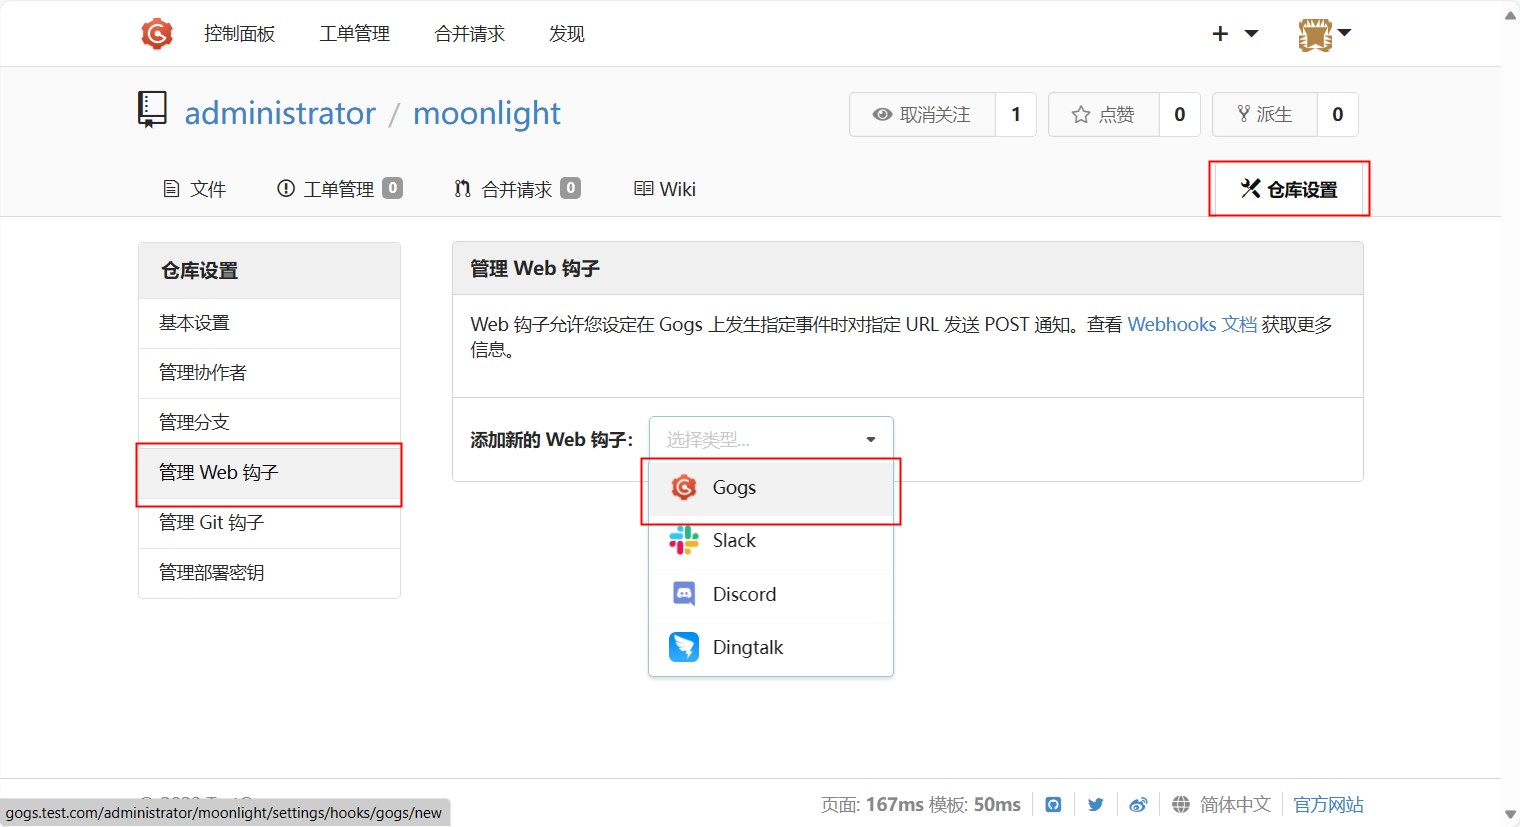 控制面板 工单管理 合并请求 发现
administrator / moonlight 取消关注 1 点赞 0 派生 0
文件 工单管理 0 合并请求 0 Wiki 仓库设置
仓库设置
基本设置
管理协作者
管理分支
管理 Web 钩子
管理 Git 钩子
管理部署密钥
管理 Web 钩子
Web 钩子允许您设定在 Gogs 上发生指定事件时对指定 URL 发送 POST 通知。查看 Webhooks 文档 获取更多
信息。
添加新的 Web 钩子: 选择类型...
Gogs
Slack
Discord
Dingtalk
页面: 167ms 模板: 50ms 简体中文 官方网站
gogs.test.com/administrator/moonlight/settings/hooks/gogs/new